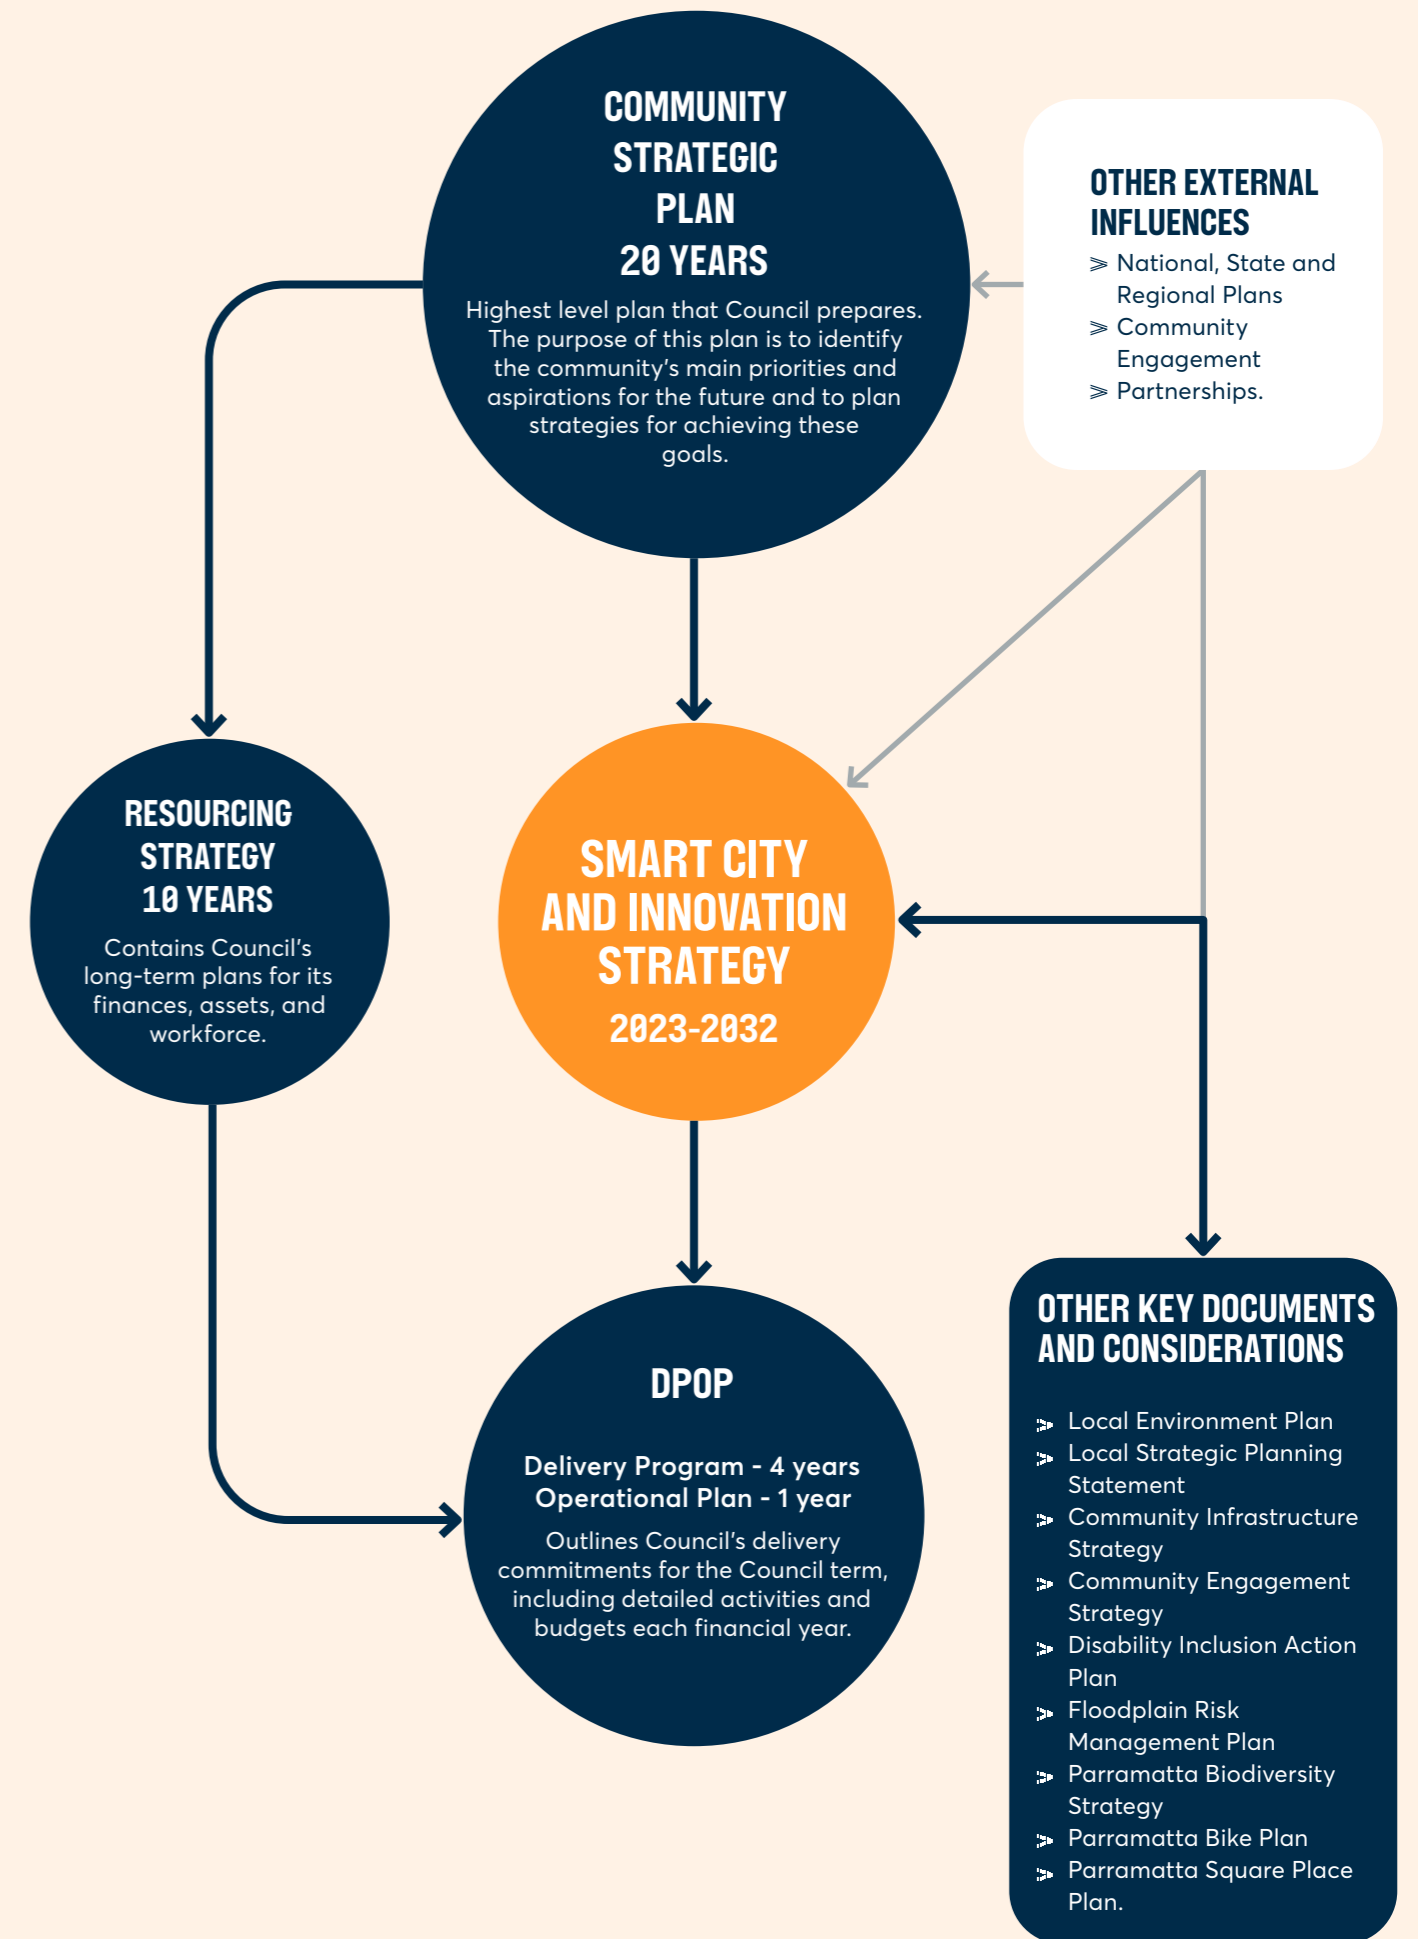 COMMUNITY
STRATEGIC
PLAN
20 YEARS
Highest level plan that Council prepares.
The purpose of this plan is to identify
the community's main priorities and
aspirations for the future and to plan
strategies for achieving these
goals.
OTHER EXTERNAL
INFLUENCES
National, State and
Regional Plans
Community
Engagement
Partnerships.
RESOURCING
STRATEGY
10 YEARS
Contains Council's
long-term plans for its
finances, assets, and
workforce.
SMART CITY
AND INNOVATION
STRATEGY
2023-2032
DPOP
Delivery Program - 4 years
Operational Plan - 1 year
Outlines Council's delivery
commitments for the Council term,
including detailed activities and
budgets each financial year.
OTHER KEY DOCUMENTS
AND CONSIDERATIONS
Local Environment Plan
Local Strategic Planning
Statement
Community Infrastructure
Strategy
Community Engagement
Strategy
Disability Inclusion Action
Plan
Floodplain Risk
Management Plan
Parramatta Biodiversity
Strategy
Parramatta Bike Plan
Parramatta Square Place
Plan.